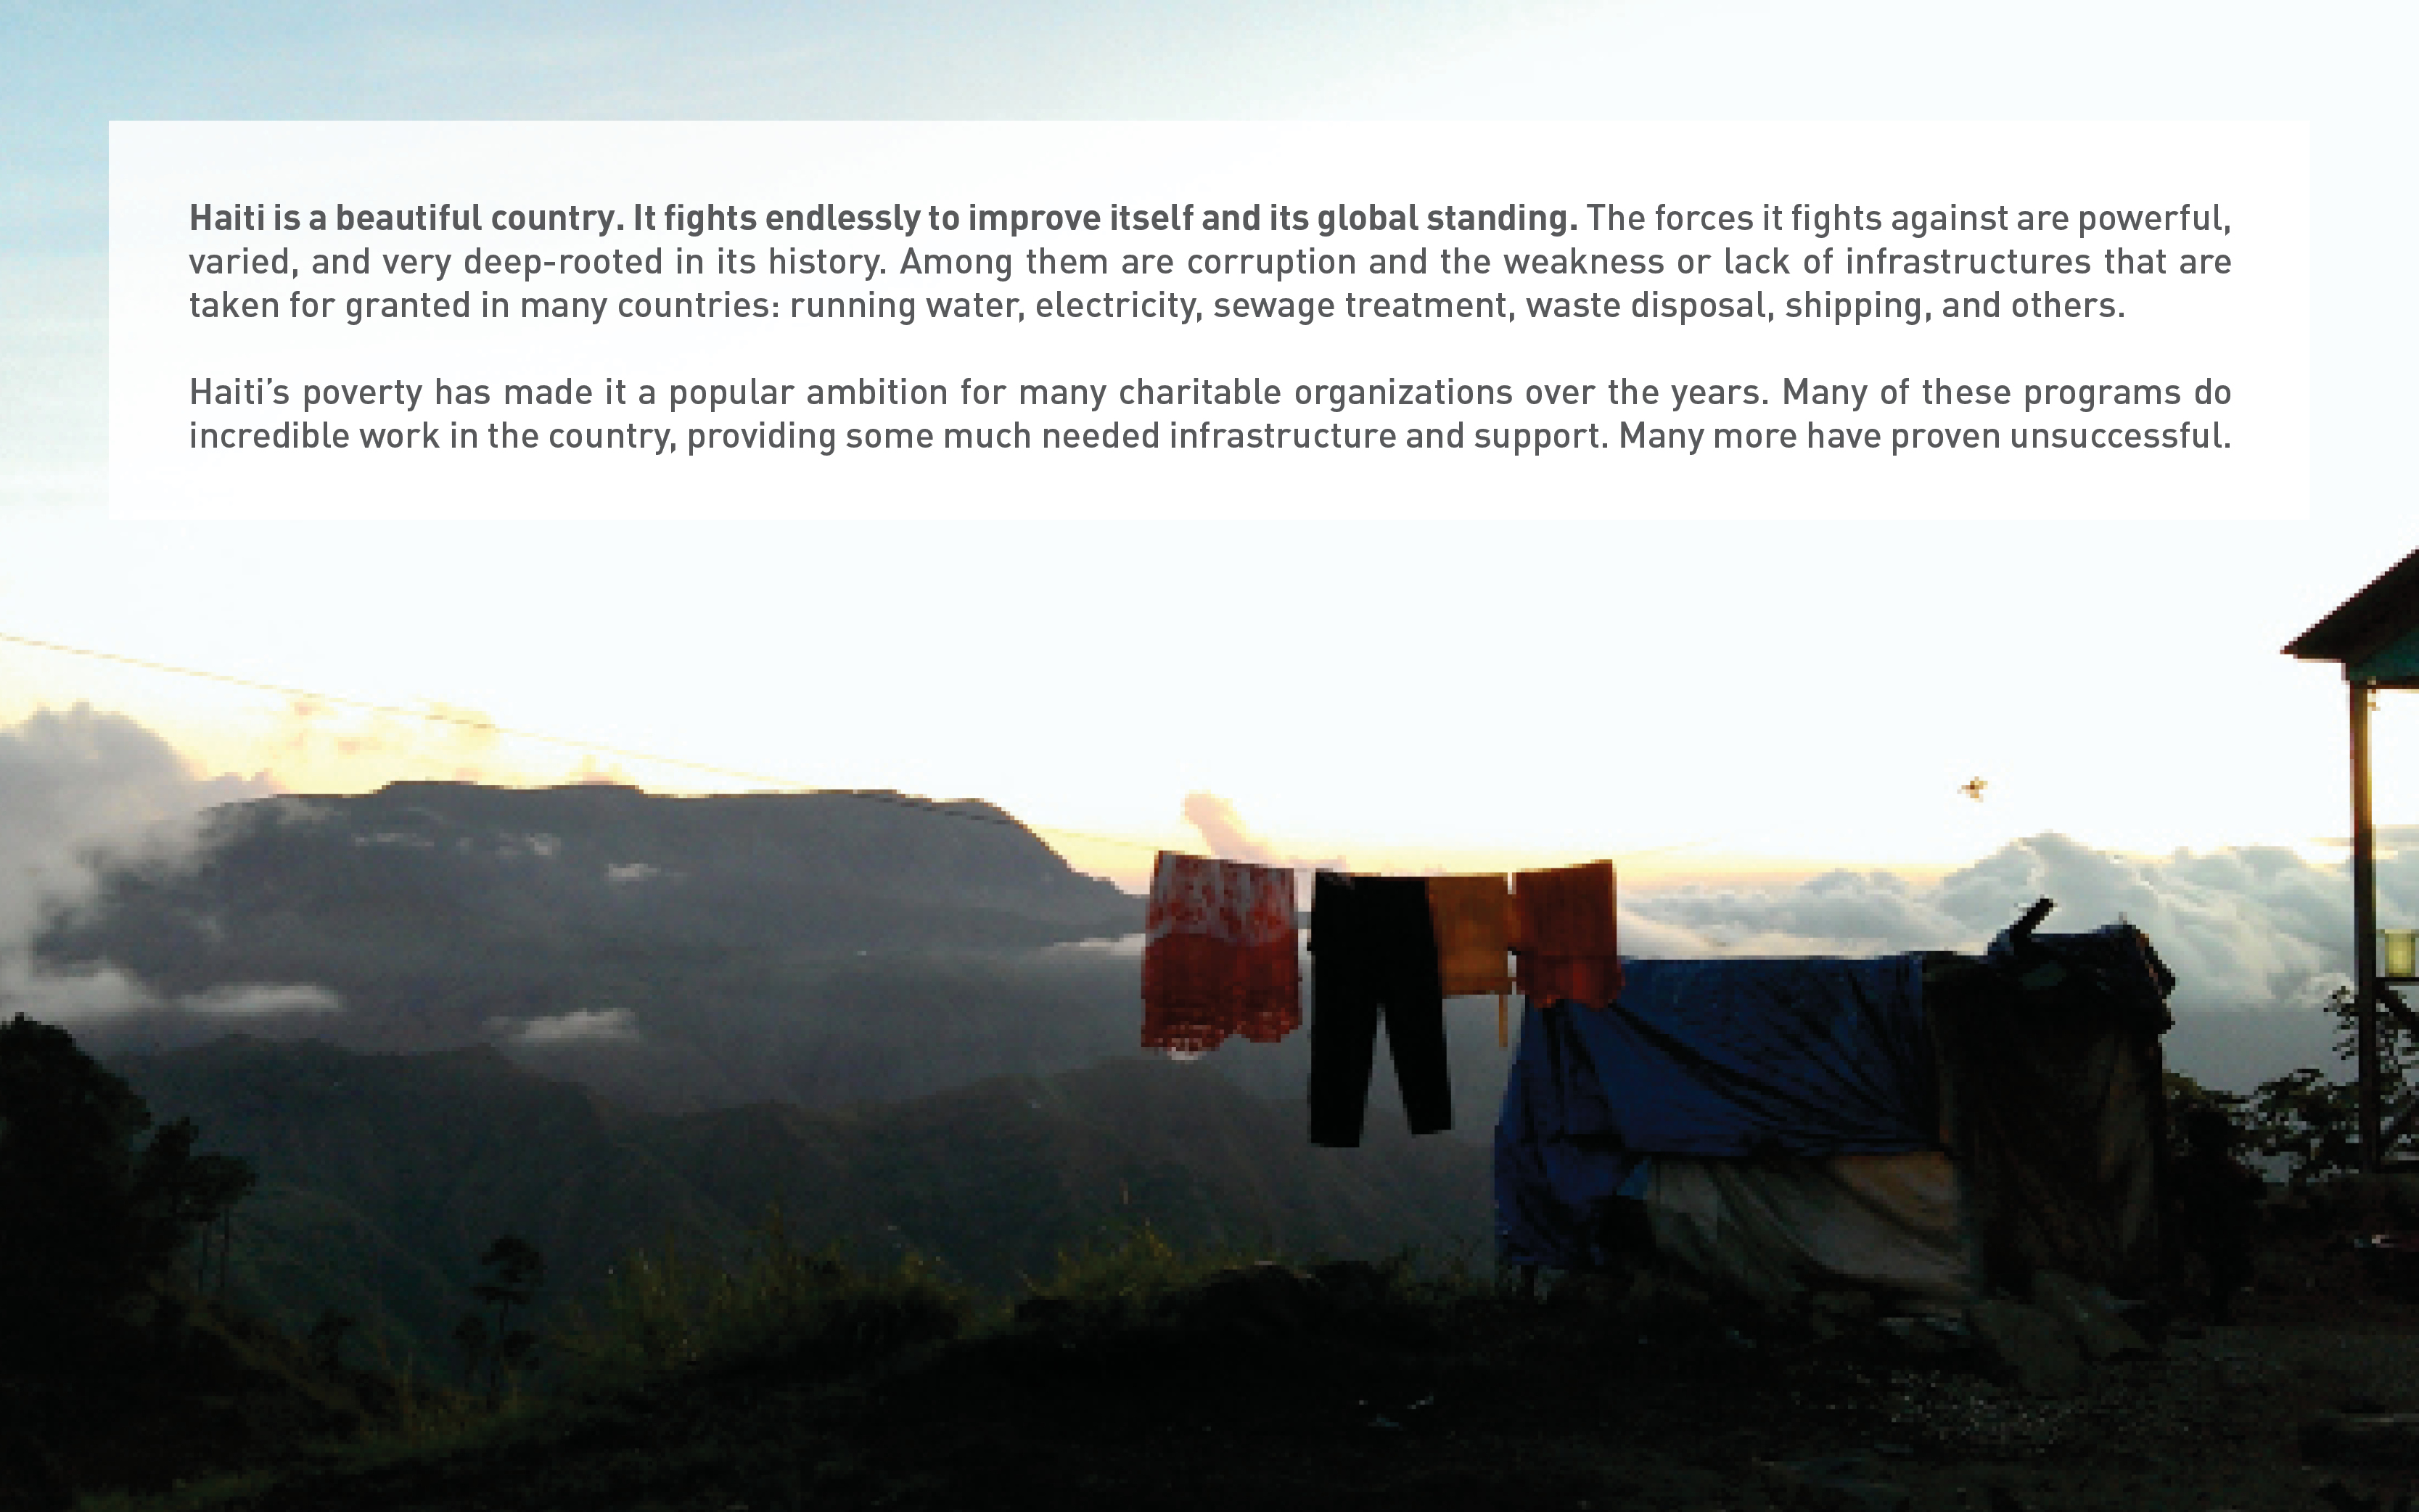 Haiti is a beautiful country. It fights endlessly to improve itself and its global standing. The forces it fights against are powerful,
varied, and very deep-rooted in its history. Among them are corruption and the weakness or lack of infrastructures that are
taken for granted in many countries: running water, electricity, sewage treatment, waste disposal, shipping, and others.
Haiti’s poverty has made it a popular ambition for many charitable organizations over the years. Many of these programs do
incredible work in the country, providing some much needed infrastructure and support. Many more have proven unsuccessful.